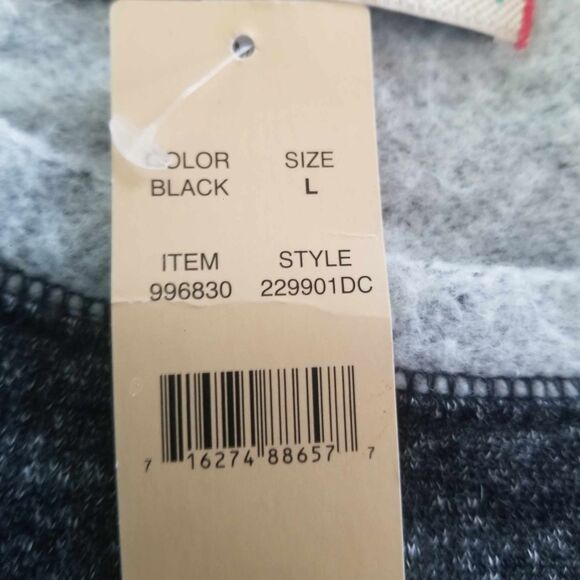 COLOR SIZE
BLACK L
ITEM STYLE
996830 229901DC
7 16274 88657 7